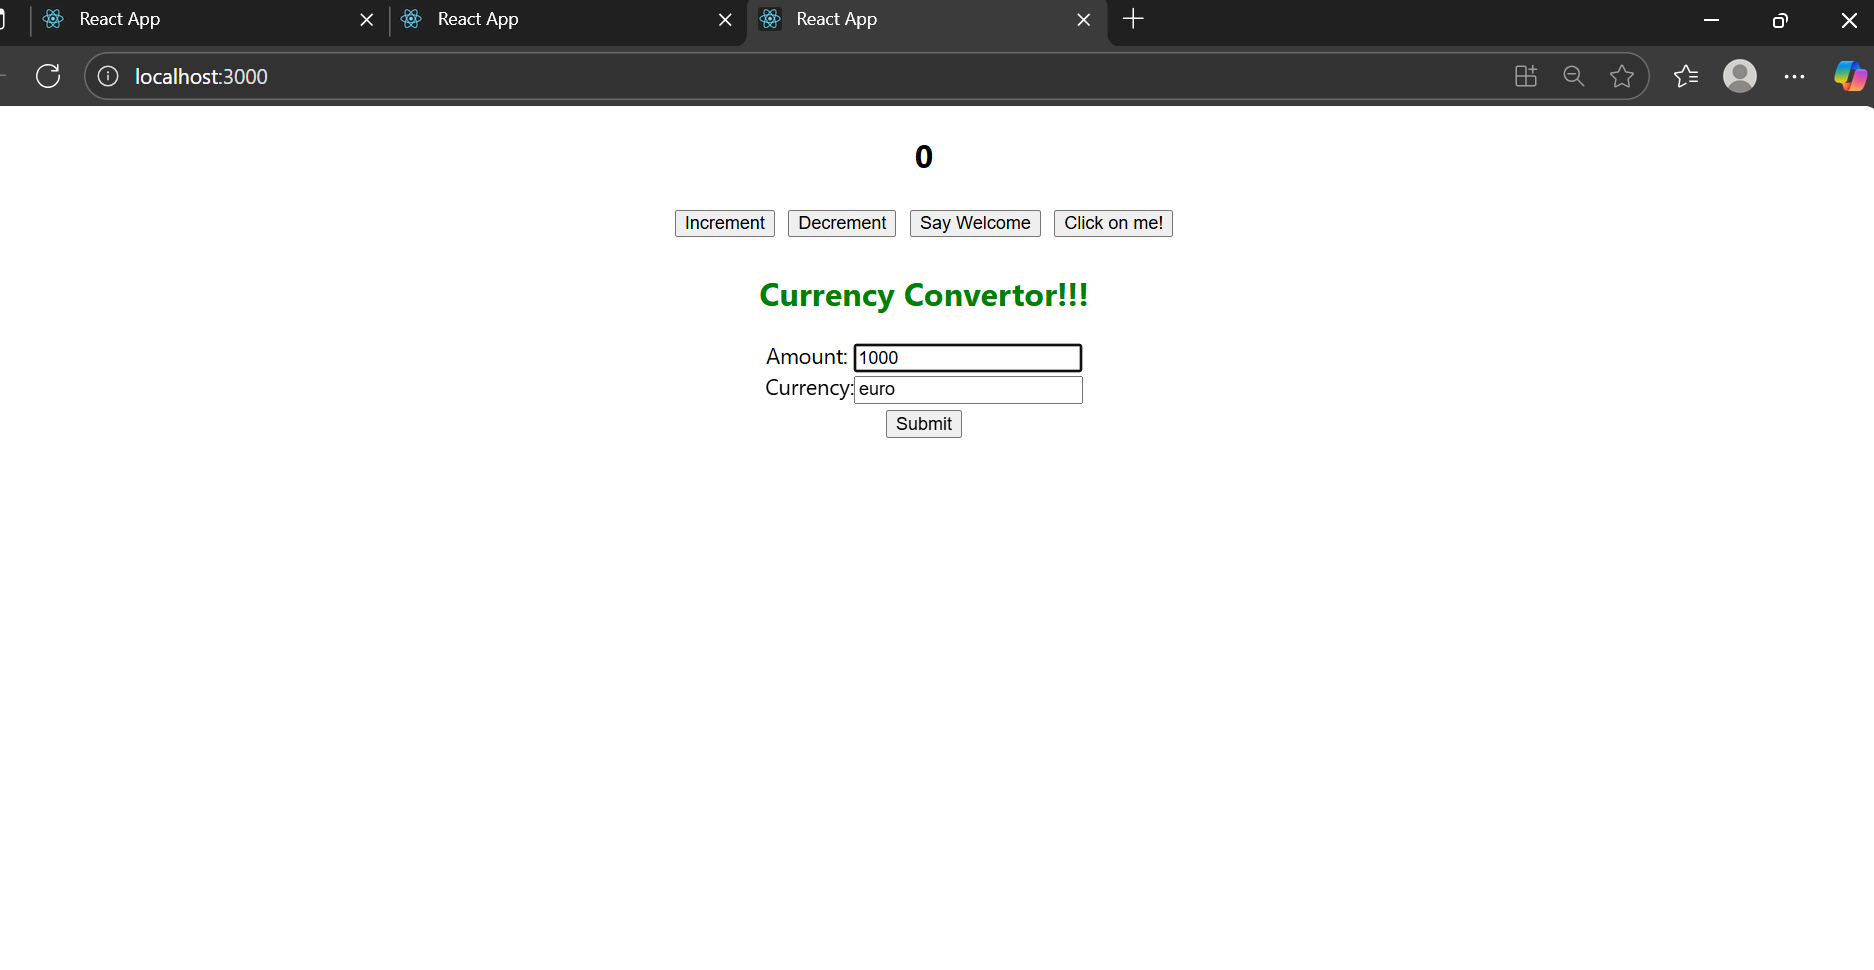 React App React App React App
localhost:3000
0
Increment Decrement Say Welcome Click on me!
Currency Convertor!!!
Amount: 1000
Currency: euro
Submit